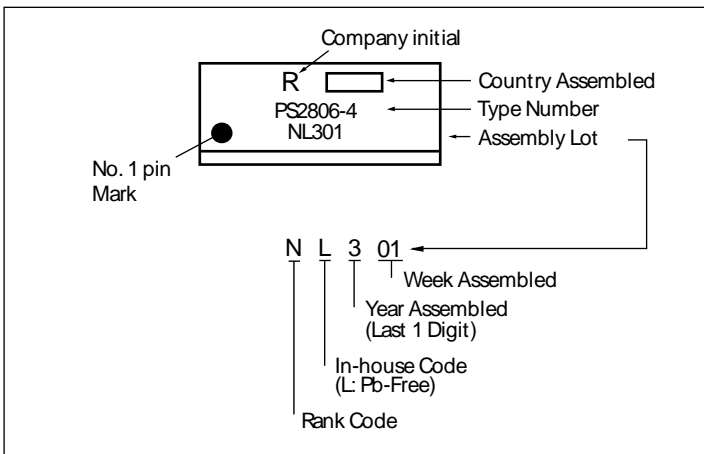 Company initial
R
Country Assembled
PS2806-4
Type Number
NL301
Assembly Lot
No. 1 pin
Mark
N L 3 01
Week Assembled
Year Assembled
(Last 1 Digit)
In-house Code
(L: Pb-Free)
Rank Code